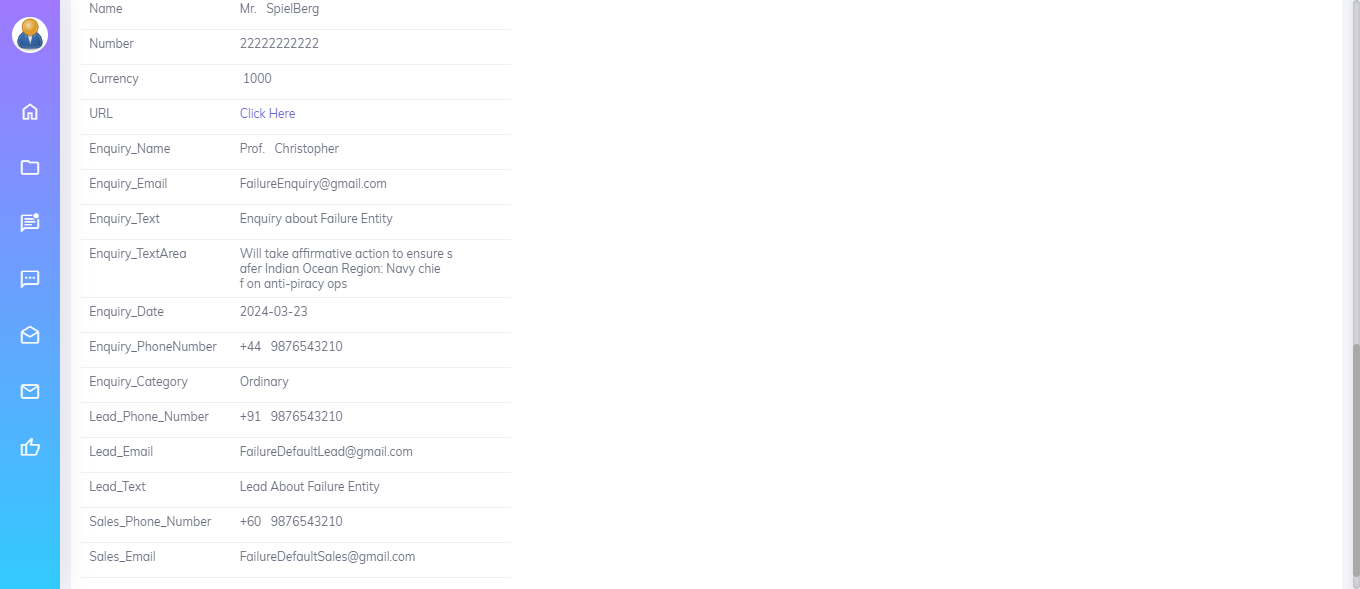 Name Mr. SpielBerg
Number 22222222222
Currency 1000
URL Click Here
Enquiry_Name Prof. Christopher
Enquiry_Email FailureEnquiry@gmail.com
Enquiry_Text Enquiry about Failure Entity
Enquiry_TextArea Will take affirmative action to ensure s
afer Indian Ocean Region: Navy chie
f on anti-piracy ops
Enquiry_Date 2024-03-23
Enquiry_PhoneNumber +44 9876543210
Enquiry_Category Ordinary
Lead_Phone_Number +91 9876543210
Lead_Email FailureDefaultLead@gmail.com
Lead_Text Lead About Failure Entity
Sales_Phone_Number +60 9876543210
Sales_Email FailureDefaultSales@gmail.com